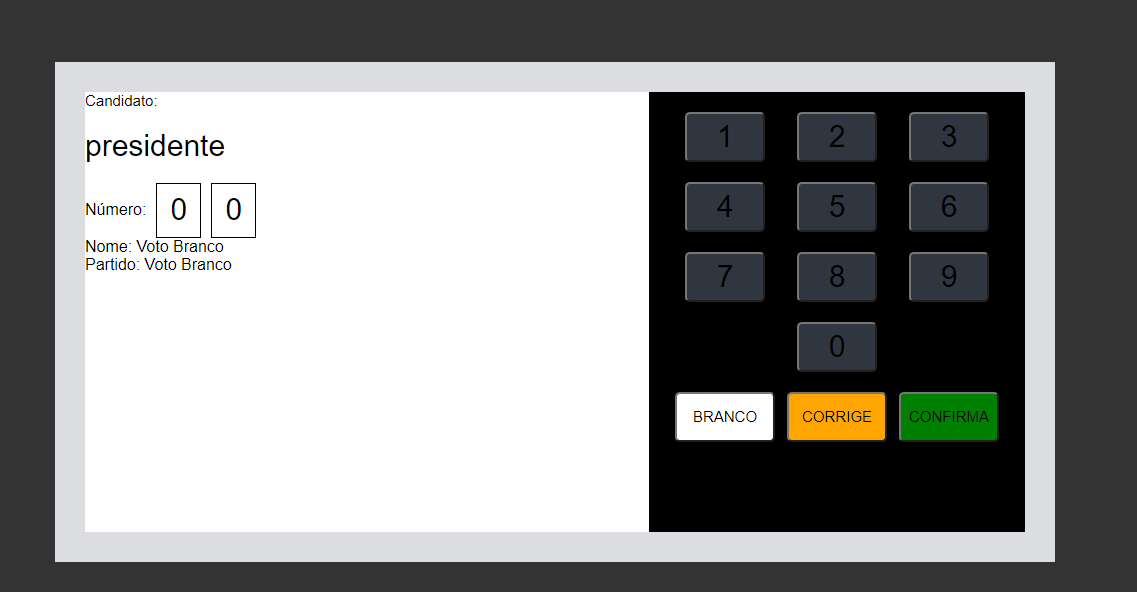 Candidato:
presidente
Número: 0 0
Nome: Voto Branco
Partido: Voto Branco
1 2 3
4 5 6
7 8 9
0
BRANCO CORRIGE CONFIRMA